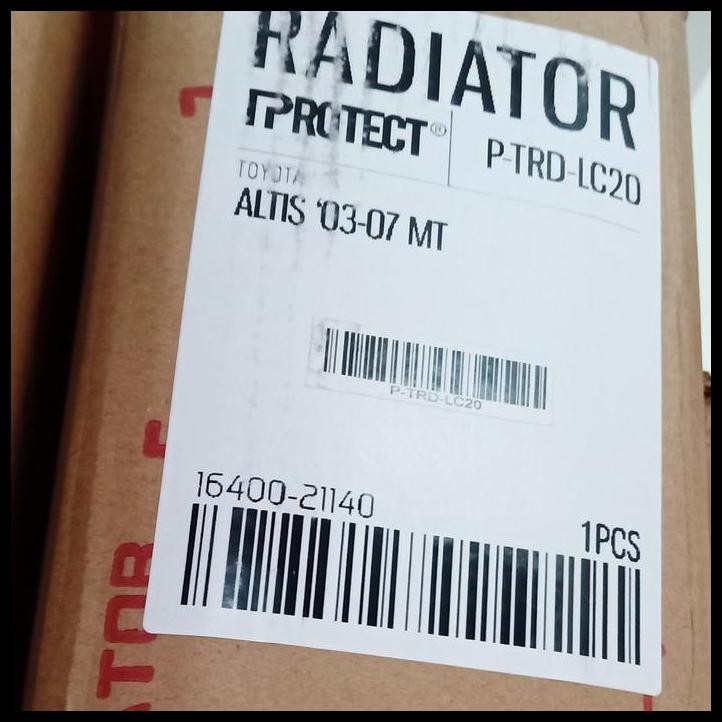 RADIATOR
PROTECT®
P-TRD-LC20
TOYOTA
ALTIS '03-07 MT
P-TRD-LC20
16400-21140
1PCS